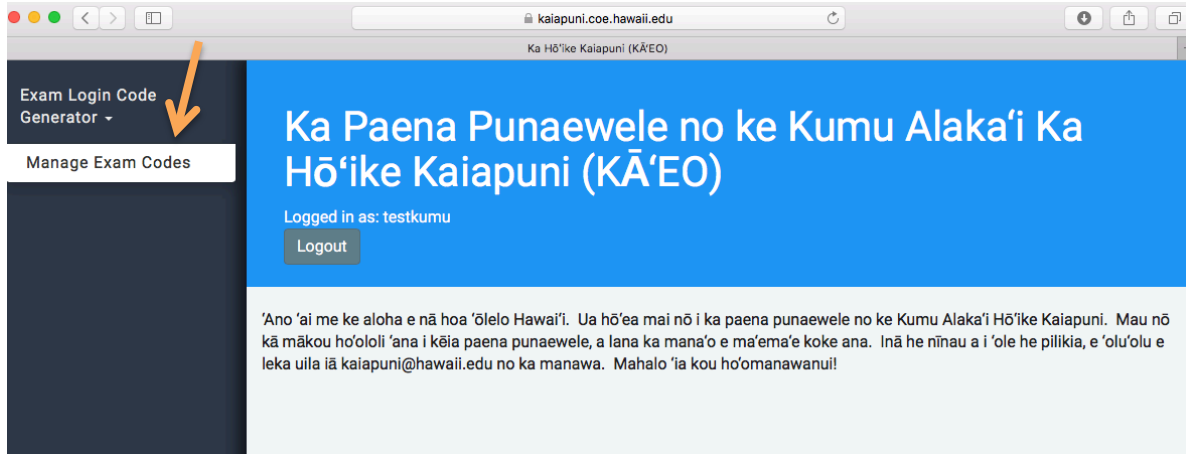 kaiapuni.coe.hawaii.edu
Ka Hō'ike Kaiapuni (KĀ'EO)
Exam Login Code
Generator
Manage Exam Codes
Ka Paena Punaewele no ke Kumu Alakaʻi Ka
Hōʻike Kaiapuni (KĀʻEO)
Logged in as: testkumu
Logout
ʻAno ʻai me ke aloha e nā hoa ʻōlelo Hawaiʻi. Ua hōʻea mai nō i ka paena punaewele no ke Kumu Alakaʻi Hōʻike Kaiapuni. Mau nō
kā mākou hoʻololi ʻana i kēia paena punaewele, a lana ka manaʻo e maʻemaʻe koke ana. Inā he nīnau a i ʻole he pilikia, e ʻoluʻolu e
leka uila iā kaiapuni@hawaii.edu no ka manawa. Mahalo ʻia kou hoʻomanawanui!